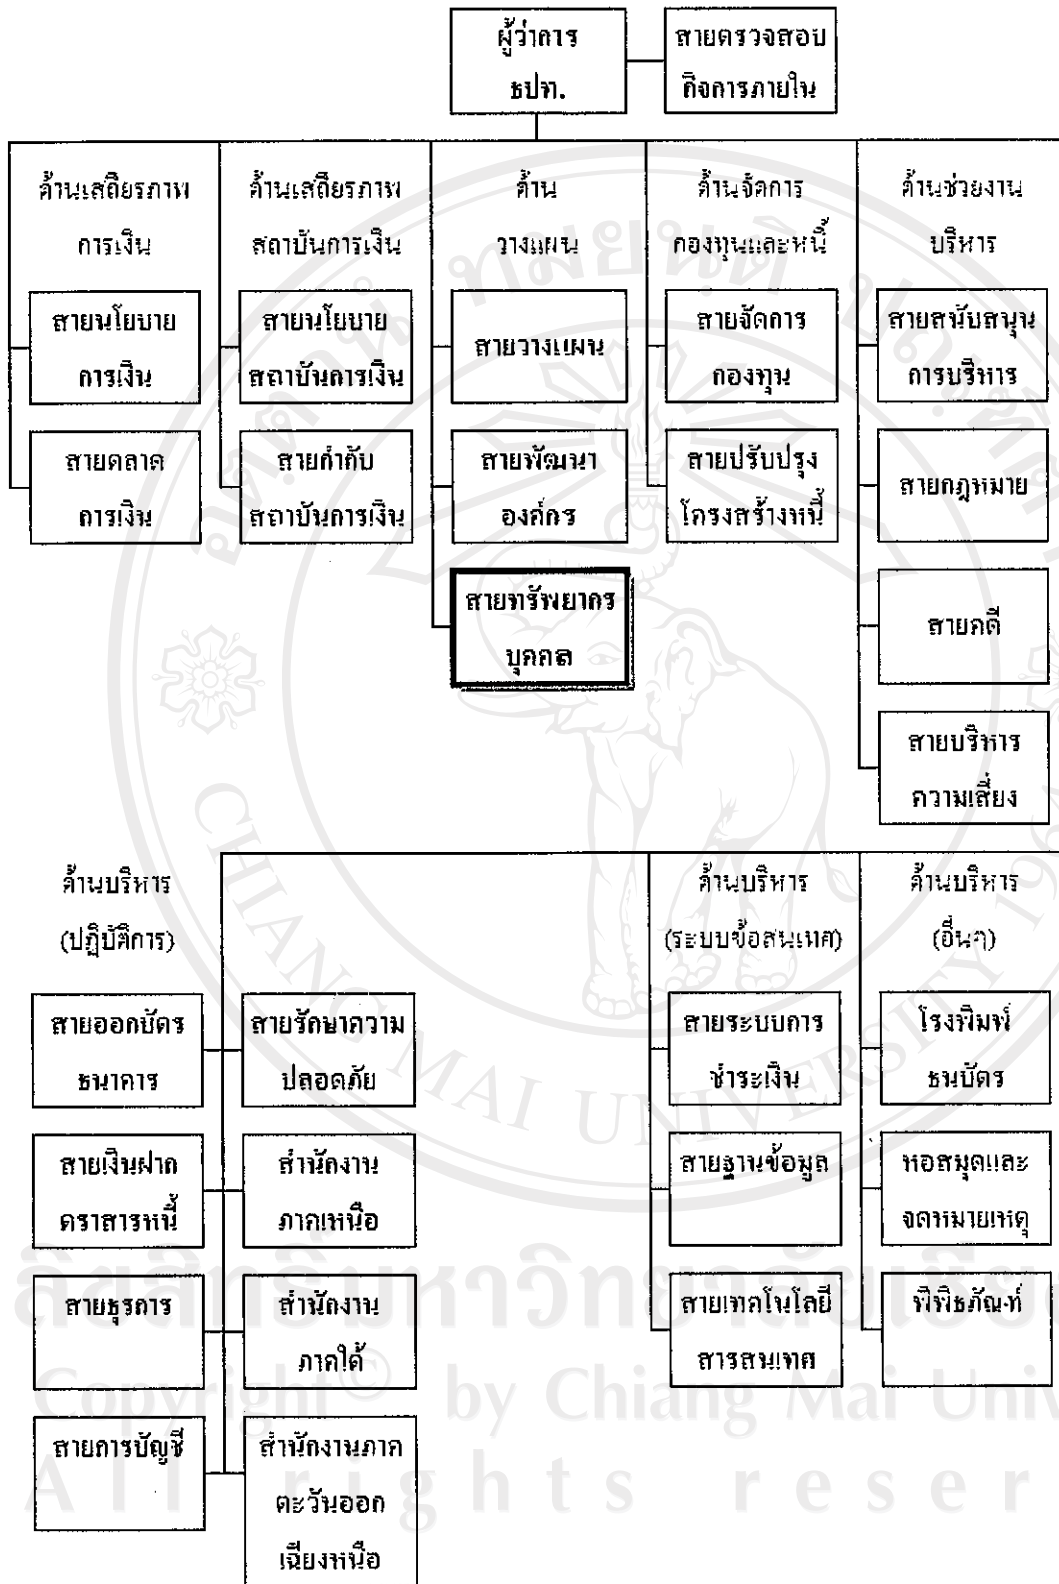 ผู้ว่าการ
ธปท.
สายตรวจสอบ
กิจการภายใน
ด้านเสถียรภาพ
การเงิน
ด้านเสถียรภาพ
สถาบันการเงิน
ด้าน
วางแผน
ด้านจัดการ
กองทุนและหนี้
ด้านช่วยงาน
บริหาร
สายนโยบาย
การเงิน
สายนโยบาย
สถาบันการเงิน
สายวางแผน
สายจัดการ
กองทุน
สายสนับสนุน
การบริหาร
สายตลาด
การเงิน
สายกำกับ
สถาบันการเงิน
สายพัฒนา
องค์กร
สายปรับปรุง
โครงสร้างหนี้
สายกฎหมาย
สายทรัพยากร
บุคคล
สายคดี
สายบริหาร
ความเสี่ยง
ด้านบริหาร
(ปฏิบัติการ)
ด้านบริหาร
(ระบบข้อสนเทศ)
ด้านบริหาร
(อื่นๆ)
สายออกบัตร
ธนาคาร
สายรักษาความ
ปลอดภัย
สายระบบการ
ชำระเงิน
โรงพิมพ์
ธนบัตร
สายเงินฝาก
ตราสารหนี้
สำนักงาน
ภาคเหนือ
สายฐานข้อมูล
หอสมุดและ
จดหมายเหตุ
สายธุรการ
สำนักงาน
ภาคใต้
สายเทคโนโลยี
สารสนเทศ
พิพิธภัณฑ์
สายการบัญชี
สำนักงานภาค
ตะวันออก
เฉียงหนือ
CHIANG MAI UNIVERSITY 1964
Copyright© by Chiang Mai
All rights